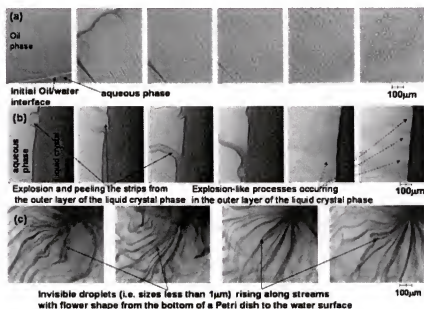 (a)
Oil
phase
Initial Oil/water
interface
aqueous phase
100μm
(b)
aqueous
phase
liquid crystal
Explosion and peeling the strips from
the outer layer of the liquid crystal phase
Explosion-like processes occurring
in the outer layer of the liquid crystal phase
100μm
(c)
100μm
Invisible droplets (i.e. sizes less than 1μm) rising along streams
with flower shape from the bottom of a Petri dish to the water surface